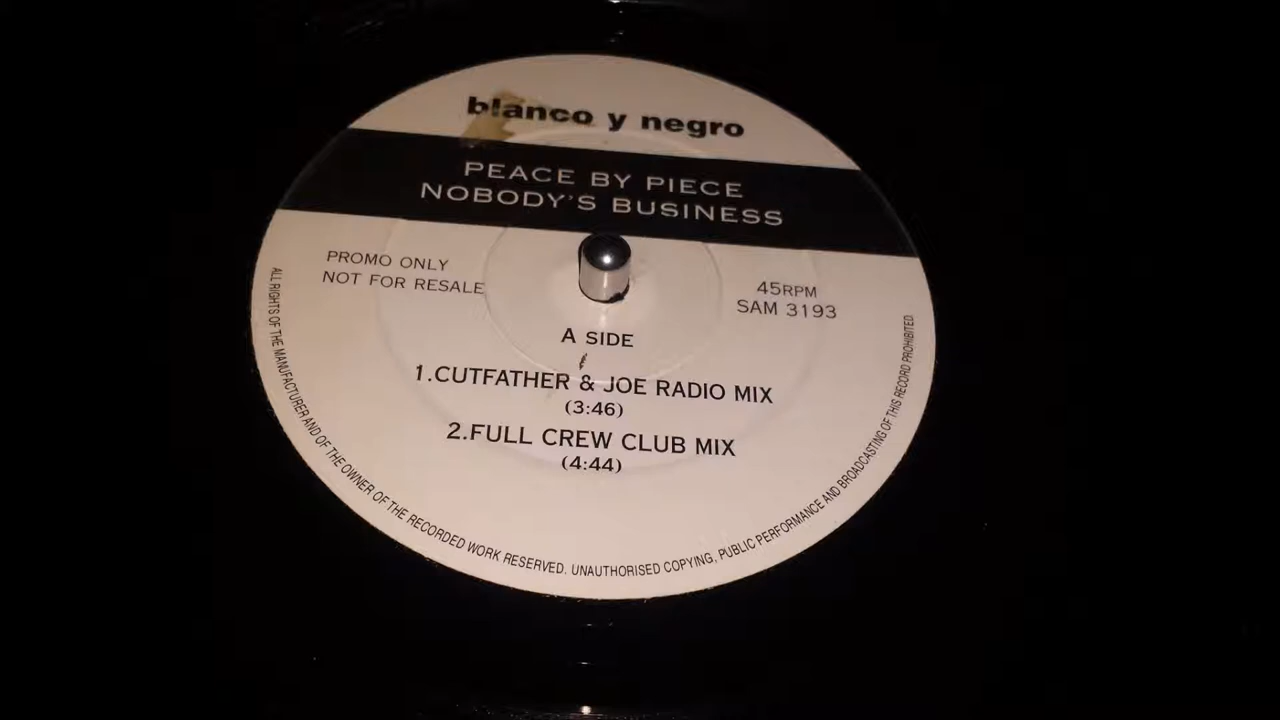 blanco y negro
PEACE BY PIECE
NOBODY'S BUSINESS
PROMO ONLY
NOT FOR RESALE
45RPM
SAM 3193
A SIDE
1.CUTFATHER & JOE RADIO MIX
(3:46)
2.FULL CREW CLUB MIX
(4:44)
ALL RIGHTS OF THE MANUFACTURER AND OF THE OWNER OF THE RECORDED WORK RESERVED. UNAUTHORISED COPYING, PUBLIC PERFORMANCE AND BROADCASTING OF THIS RECORD PROHIBITED